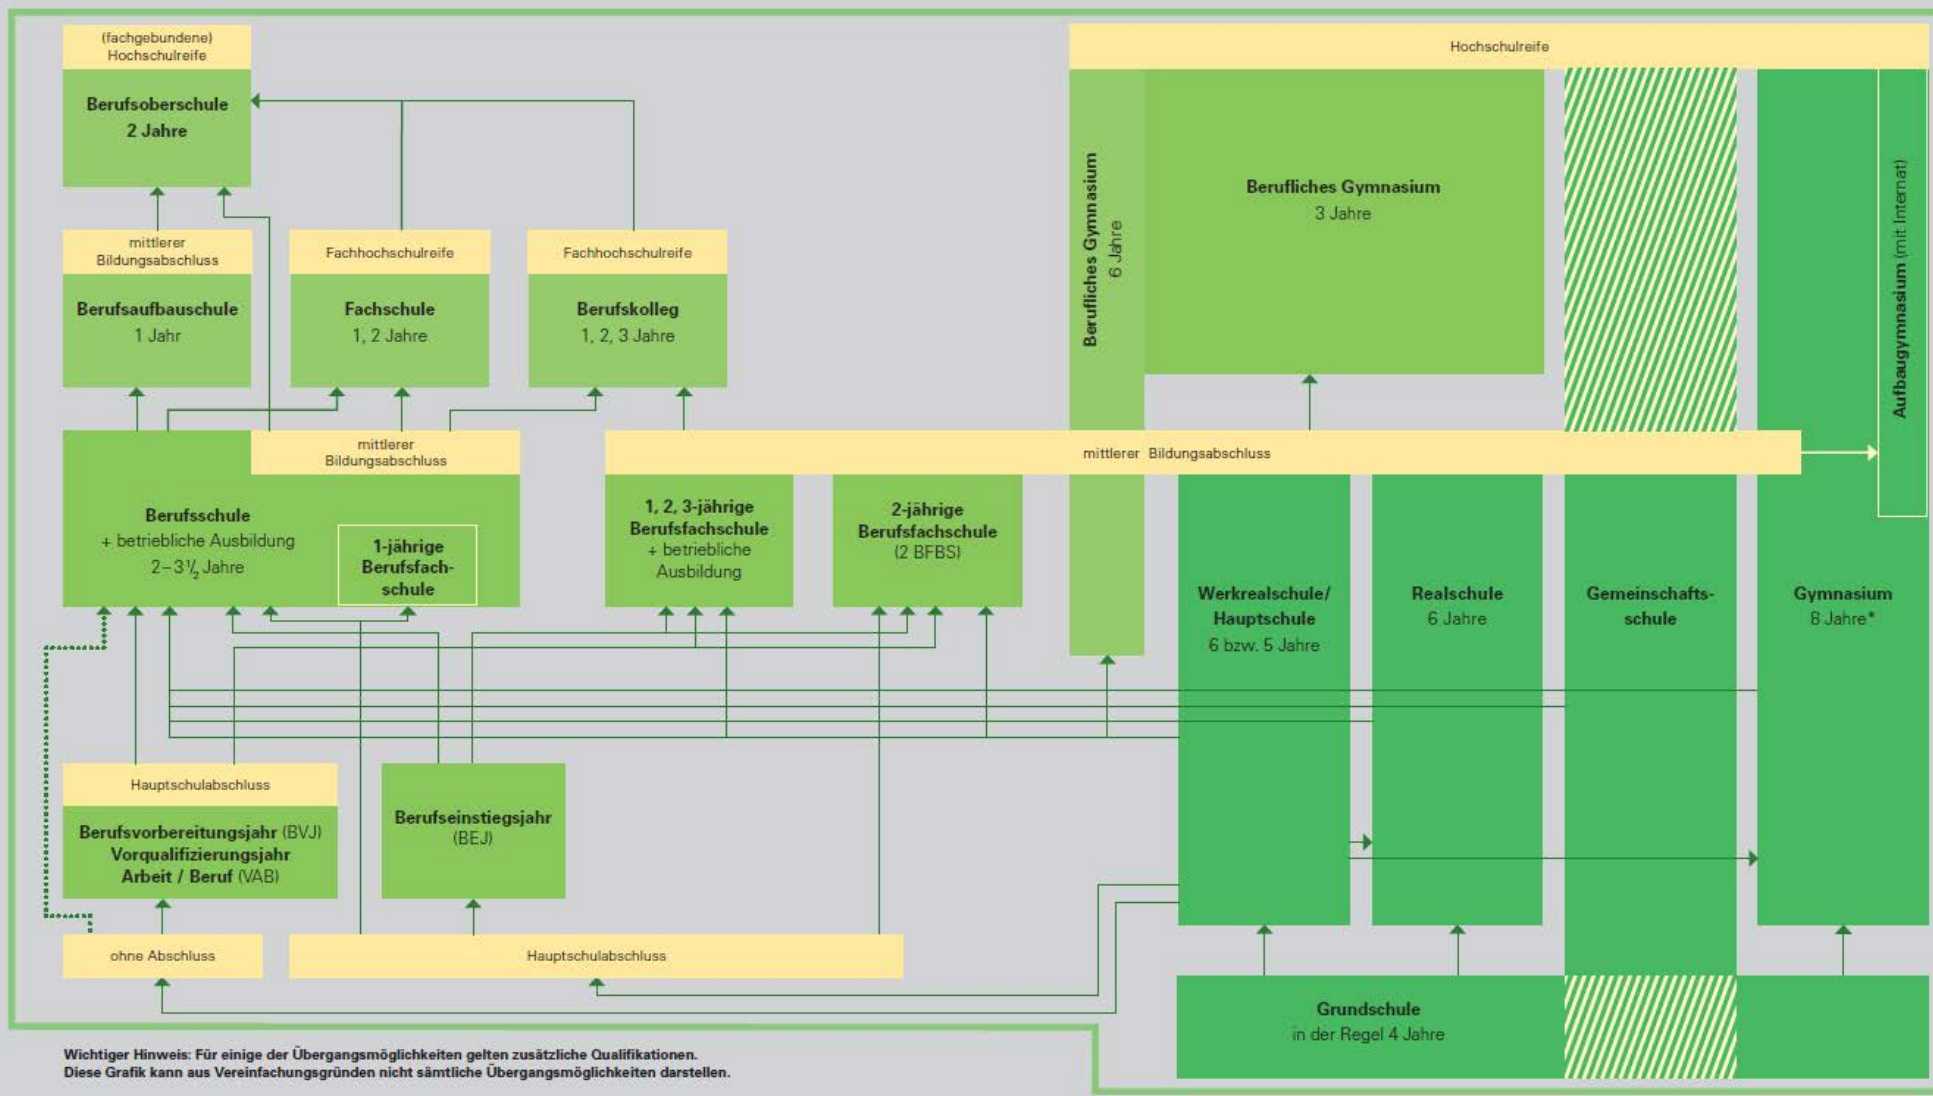 (fachgebundene)
Hochschulreife
Berufsoberschule
2 Jahre
Hochschulreife
Berufliches Gymnasium
6 Jahre
Berufliches Gymnasium
3 Jahre
Aufbaugymnasium (mit Internat)
mittlerer
Bildungsabschluss
Berufsaufbauschule
1 Jahr
Fachhochschulreife
Fachschule
1, 2 Jahre
Fachhochschulreife
Berufskolleg
1, 2, 3 Jahre
mittlerer
Bildungsabschluss
Berufsschule
+ betriebliche Ausbildung
2–3 1/2 Jahre
1-jährige
Berufsfach-
schule
mittlerer Bildungsabschluss
1, 2, 3-jährige
Berufsfachschule
+ betriebliche
Ausbildung
2-jährige
Berufsfachschule
(2 BFBS)
Werkrealschule/
Hauptschule
6 bzw. 5 Jahre
Realschule
6 Jahre
Gemeinschafts-
schule
Gymnasium
8 Jahre*
Hauptschulabschluss
Berufsvorbereitungsjahr (BVJ)
Vorqualifizierungsjahr
Arbeit / Beruf (VAB)
Berufseinstiegsjahr
(BEJ)
ohne Abschluss
Hauptschulabschluss
Grundschule
in der Regel 4 Jahre
Wichtiger Hinweis: Für einige der Übergangsmöglichkeiten gelten zusätzliche Qualifikationen.
Diese Grafik kann aus Vereinfachungsgründen nicht sämtliche Übergangsmöglichkeiten darstellen.